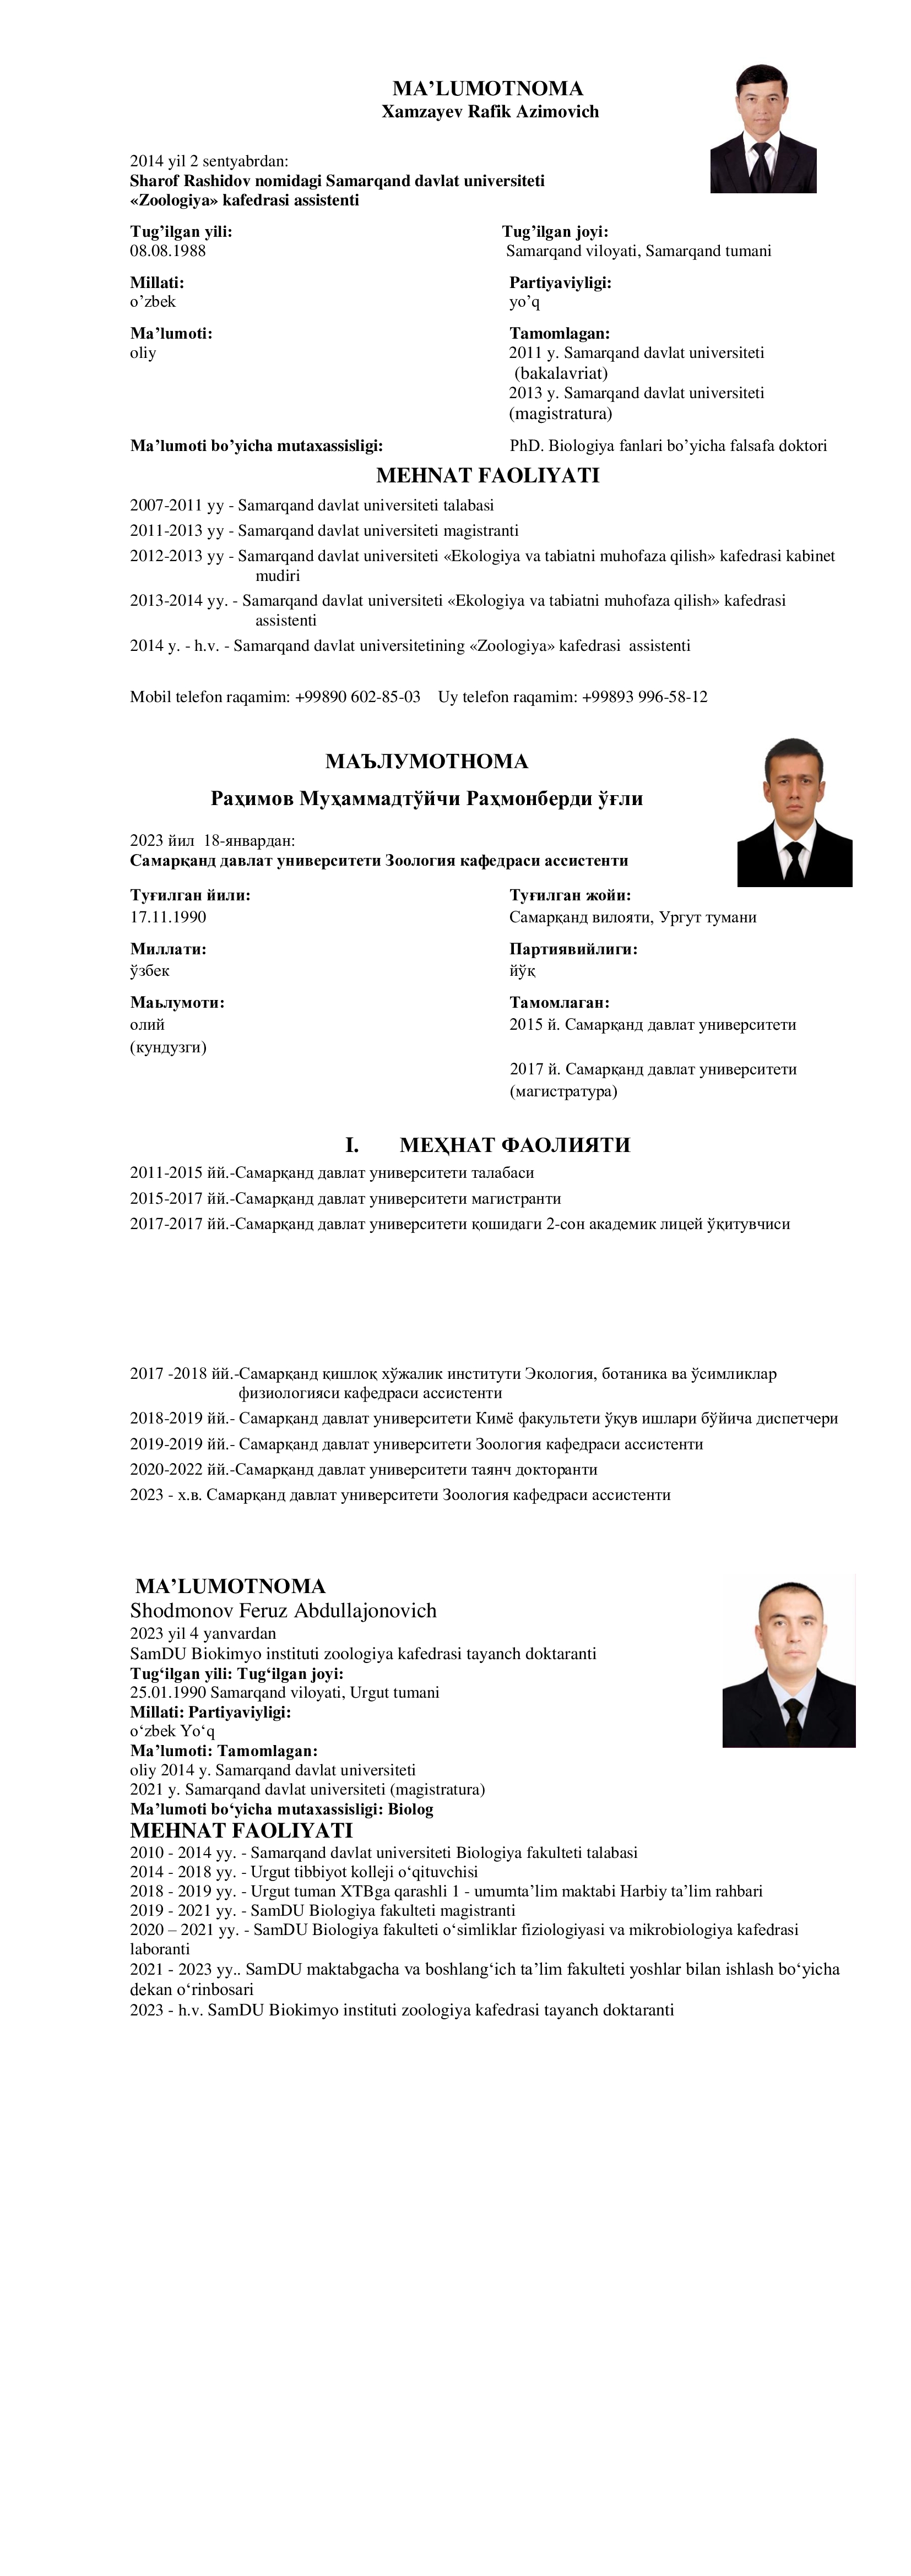 MA’LUMOTNOMA
Xamzayev Rafik Azimovich
2014 yil 2 sentyabrdan:
Sharof Rashidov nomidagi Samarqand davlat universiteti
«Zoologiya» kafedrasi assistenti
Tug’ilgan yili: Tug’ilgan joyi:
08.08.1988 Samarqand viloyati, Samarqand tumani
Millati: Partiyaviyligi:
o’zbek yo’q
Ma’lumoti: Tamomlagan:
oliy 2011 y. Samarqand davlat universiteti
(bakalavriat)
2013 y. Samarqand davlat universiteti
(magistratura)
Ma’lumoti bo’yicha mutaxassisligi: PhD. Biologiya fanlari bo’yicha falsafa doktori
MEHNAT FAOLIYATI
2007-2011 yy - Samarqand davlat universiteti talabasi
2011-2013 yy - Samarqand davlat universiteti magistranti
2012-2013 yy - Samarqand davlat universiteti «Ekologiya va tabiatni muhofaza qilish» kafedrasi kabinet
mudiri
2013-2014 yy. - Samarqand davlat universiteti «Ekologiya va tabiatni muhofaza qilish» kafedrasi
assistenti
2014 y. - h.v. - Samarqand davlat universitetining «Zoologiya» kafedrasi assistenti
Mobil telefon raqamim: +99890 602-85-03 Uy telefon raqamim: +99893 996-58-12
МАЪЛУМОТНОМА
Раҳимов Муҳаммадтўйчи Раҳмонберди ўғли
2023 йил 18-январдан:
Самарқанд давлат университети Зоология кафедраси ассистенти
Туғилган йили: Туғилган жойи:
17.11.1990 Самарқанд вилояти, Ургут тумани
Миллати: Партиявийлиги:
ўзбек йўқ
Маьлумоти: Тамомлаган:
олий 2015 й. Самарқанд давлат университети
(кундузги)
2017 й. Самарқанд давлат университети
(магистратура)
I. МЕҲНАТ ФАОЛИЯТИ
2011-2015 йй.-Самарқанд давлат университети талабаси
2015-2017 йй.-Самарқанд давлат университети магистранти
2017-2017 йй.-Самарқанд давлат университети қошидаги 2-сон академик лицей ўқитувчиси
2017 -2018 йй.-Самарқанд қишлоқ хўжалик институти Экология, ботаника ва ўсимликлар
физиологияси кафедраси ассистенти
2018-2019 йй.- Самарқанд давлат университети Кимё факультети ўқув ишлари бўйича диспетчери
2019-2019 йй.- Самарқанд давлат университети Зоология кафедраси ассистенти
2020-2022 йй.-Самарқанд давлат университети таянч докторанти
2023 - х.в. Самарқанд давлат университети Зоология кафедраси ассистенти
MA’LUMOTNOMA
Shodmonov Feruz Abdullajonovich
2023 yil 4 yanvardan
SamDU Biokimyo instituti zoologiya kafedrasi tayanch doktaranti
Tug‘ilgan yili: Tug‘ilgan joyi:
25.01.1990 Samarqand viloyati, Urgut tumani
Millati: Partiyaviyligi:
o‘zbek Yo‘q
Ma’lumoti: Tamomlagan:
oliy 2014 y. Samarqand davlat universiteti
2021 y. Samarqand davlat universiteti (magistratura)
Ma’lumoti bo‘yicha mutaxassisligi: Biolog
MEHNAT FAOLIYATI
2010 - 2014 yy. - Samarqand davlat universiteti Biologiya fakulteti talabasi
2014 - 2018 yy. - Urgut tibbiyot kolleji o‘qituvchisi
2018 - 2019 yy. - Urgut tuman XTBga qarashli 1 - umumta’lim maktabi Harbiy ta’lim rahbari
2019 - 2021 yy. - SamDU Biologiya fakulteti magistranti
2020 – 2021 yy. - SamDU Biologiya fakulteti o‘simliklar fiziologiyasi va mikrobiologiya kafedrasi
laboranti
2021 - 2023 yy.. SamDU maktabgacha va boshlang‘ich ta’lim fakulteti yoshlar bilan ishlash bo‘yicha
dekan o‘rinbosari
2023 - h.v. SamDU Biokimyo instituti zoologiya kafedrasi tayanch doktaranti